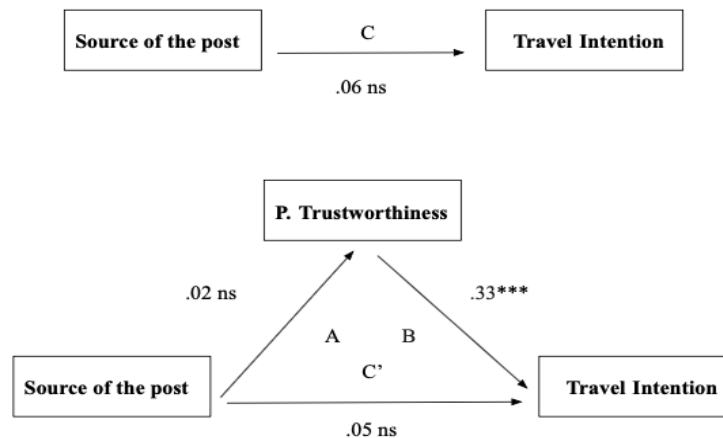 Source of the post
C
Travel Intention
.06 ns
P. Trustworthiness
.02 ns
.33***
A
B
C’
Source of the post
Travel Intention
.05 ns